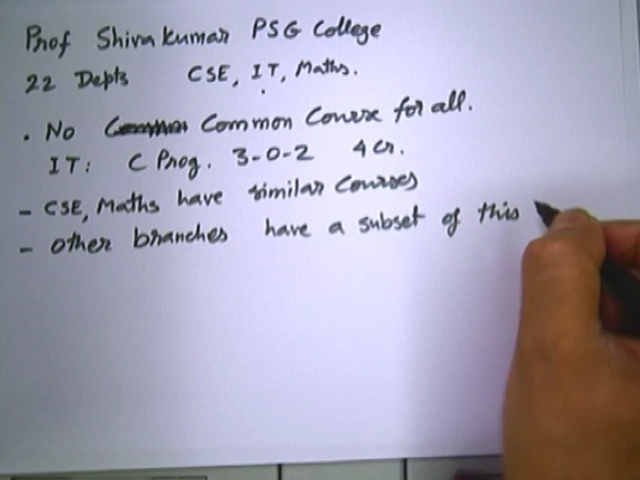 Prof Shivakumar PSG College
22 Depts CSE, IT, Maths.
. No Common Course for all.
IT: C Prog. 3-0-2 4 Cr.
- CSE, Maths have similar courses
- Other branches have a subset of this